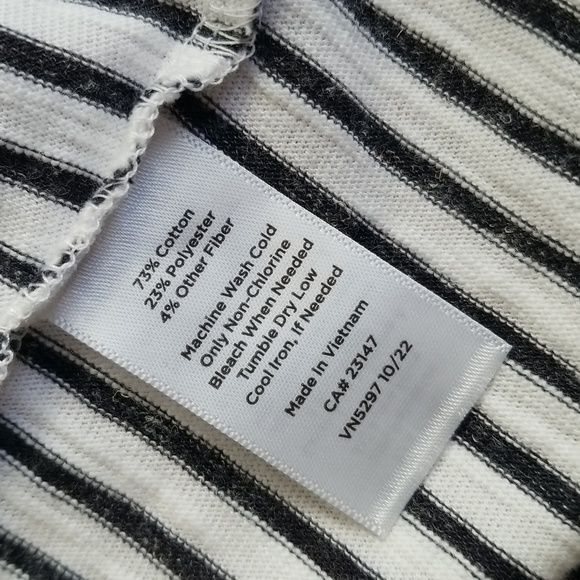 73% Cotton
23% Polyester
4% Other Fiber
Machine Wash Cold
Only Non-Chlorine
Bleach When Needed
Tumble Dry Low
Cool Iron, If Needed
Made In Vietnam
CA# 23147
VN5297 10/22